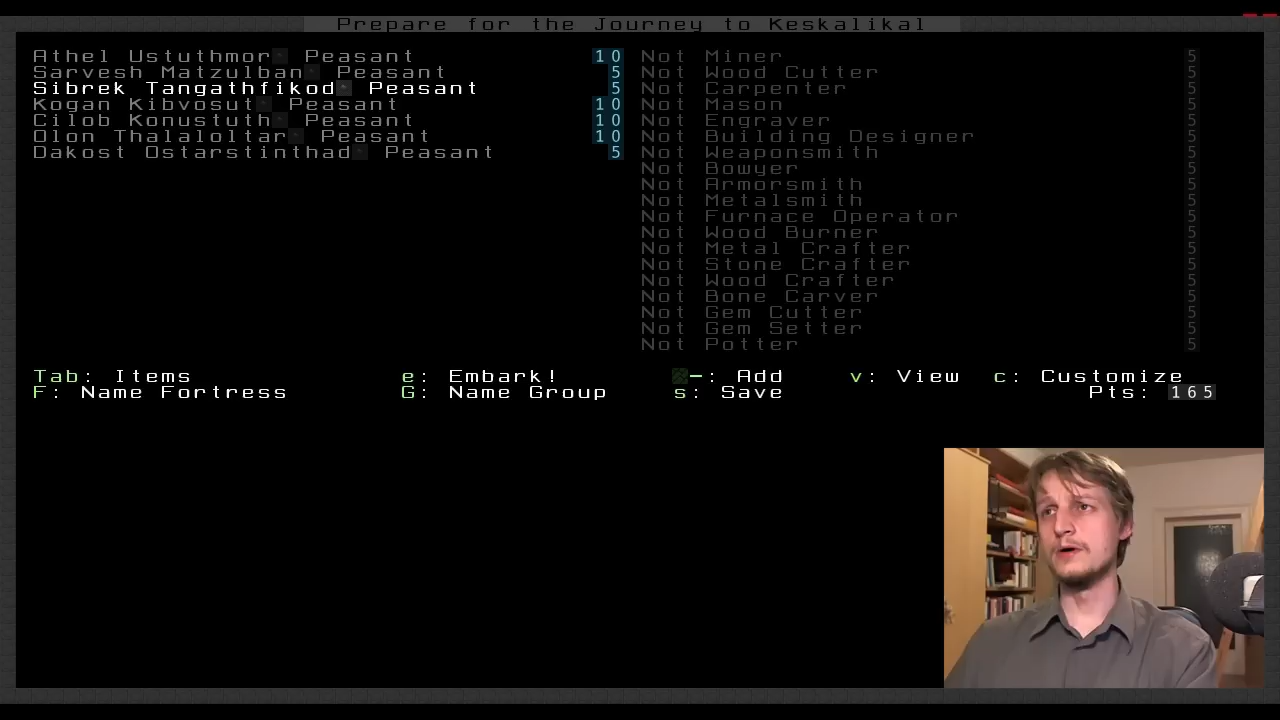 Prepare for the Journey to Keskalikal
Athel Ustuthmor Peasant 10 Not Miner 5
Sarvesh Matzulban Peasant 5 Not Wood Cutter 5
Sibrek Tangathfikod Peasant 5 Not Carpenter 5
Kogan Kibvosut Peasant 10 Not Mason 5
Cilob Konustuth Peasant 10 Not Engraver 5
Olon Thalaloltar Peasant 10 Not Building Designer 5
Dakost Ostarstinthad Peasant 5 Not Weaponsmith 5
Not Bowyer 5
Not Armorsmith 5
Not Metalsmith 5
Not Furnace Operator 5
Not Wood Burner 5
Not Metal Crafter 5
Not Stone Crafter 5
Not Wood Crafter 5
Not Bone Carver 5
Not Gem Cutter 5
Not Gem Setter 5
Not Potter 5
Tab: Items e: Embark! -: Add v: View c: Customize
F: Name Fortress G: Name Group s: Save Pts: 165